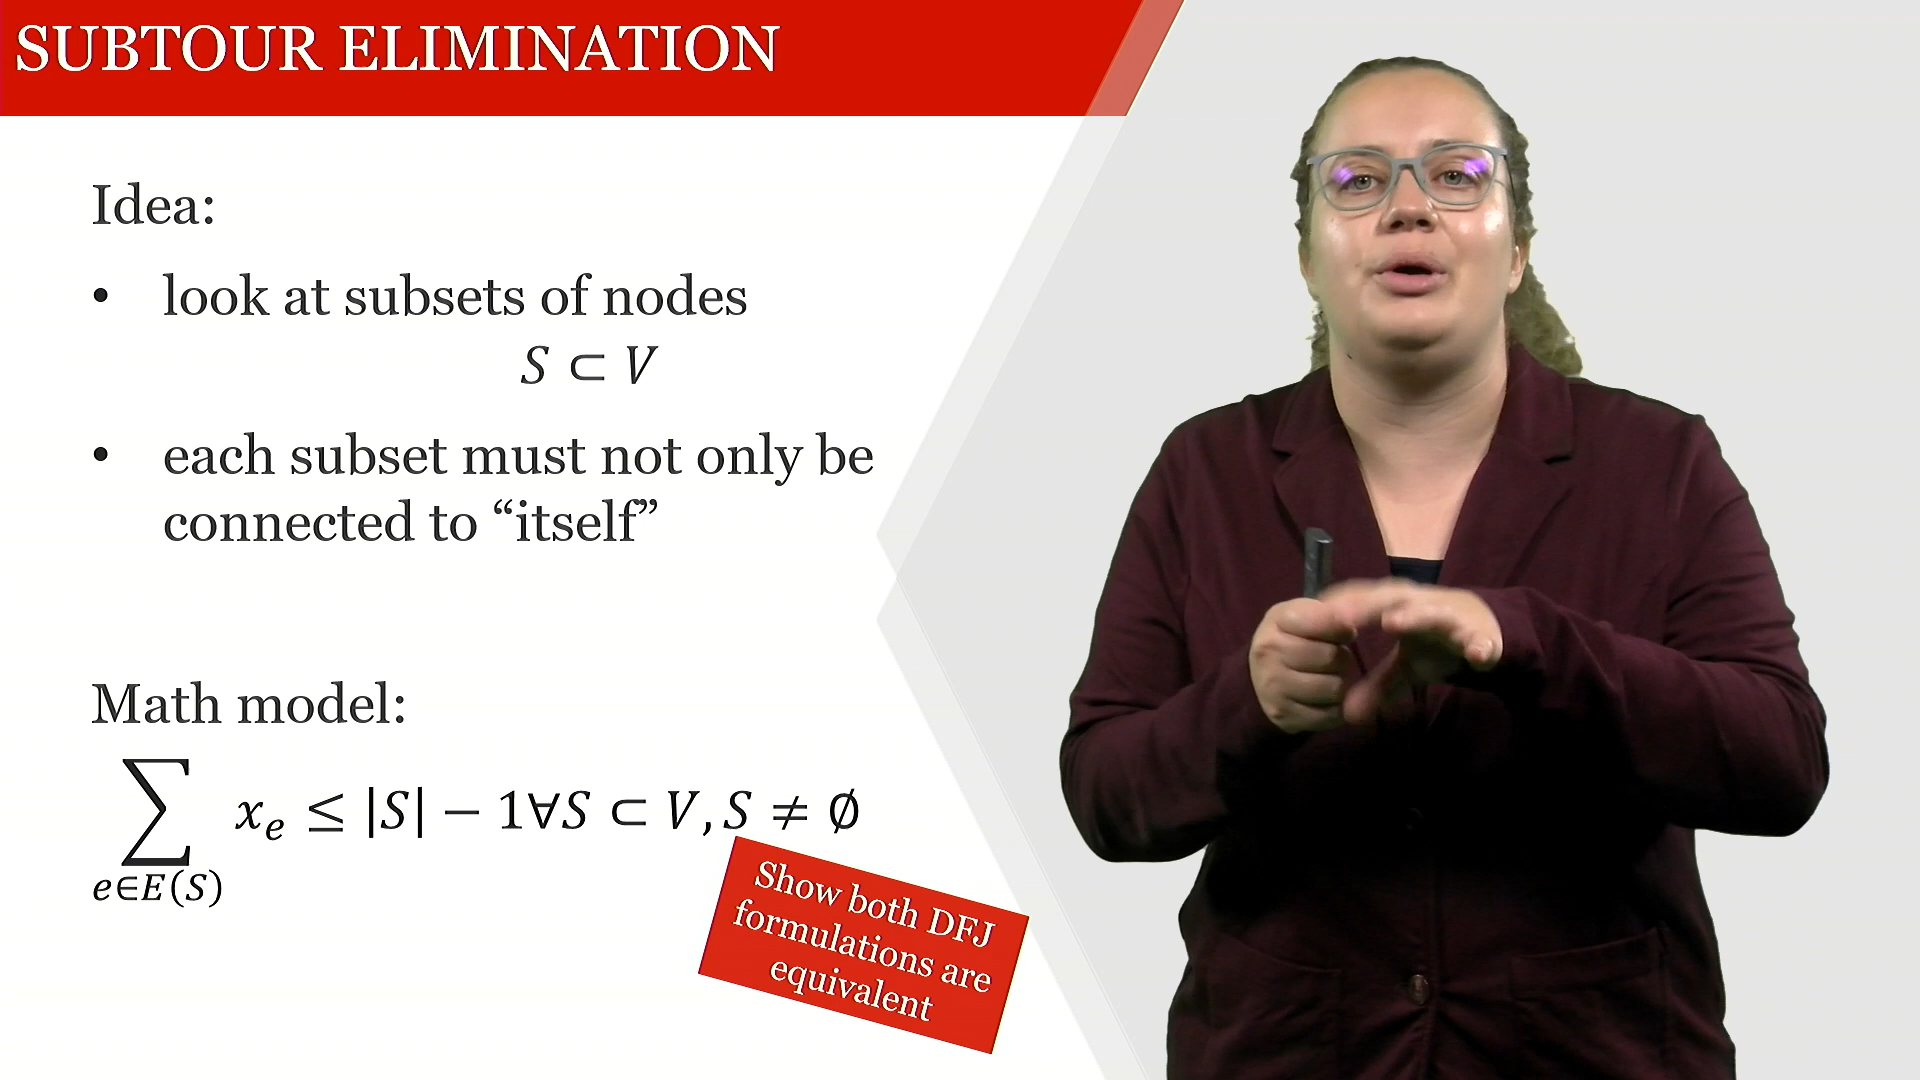 SUBTOUR ELIMINATION
Idea:
• look at subsets of nodes
S ⊂ V
• each subset must not only be
connected to “itself”
Math model:
∑ x_e ≤ |S| − 1∀S ⊂ V, S ≠ ∅
e∈E(S)
Show both DFJ
formulations are
equivalent